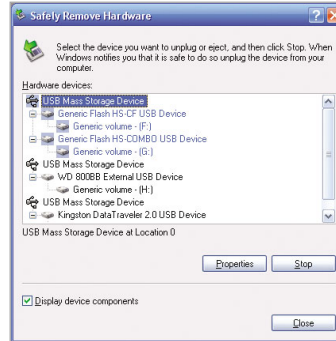 Safely Remove Hardware
Select the device you want to unplug or eject, and then click Stop. When
Windows notifies you that it is safe to do so unplug the device from your
computer.
Hardware devices:
USB Mass Storage Device
Generic Flash HS-CF USB Device
Generic volume - (F:)
Generic Flash HS-COMBO USB Device
Generic volume - (G:)
USB Mass Storage Device
WD 800BB External USB Device
Generic volume - (H:)
USB Mass Storage Device
Kingston DataTraveler 2.0 USB Device
USB Mass Storage Device at Location 0
Properties
Stop
Display device components
Close